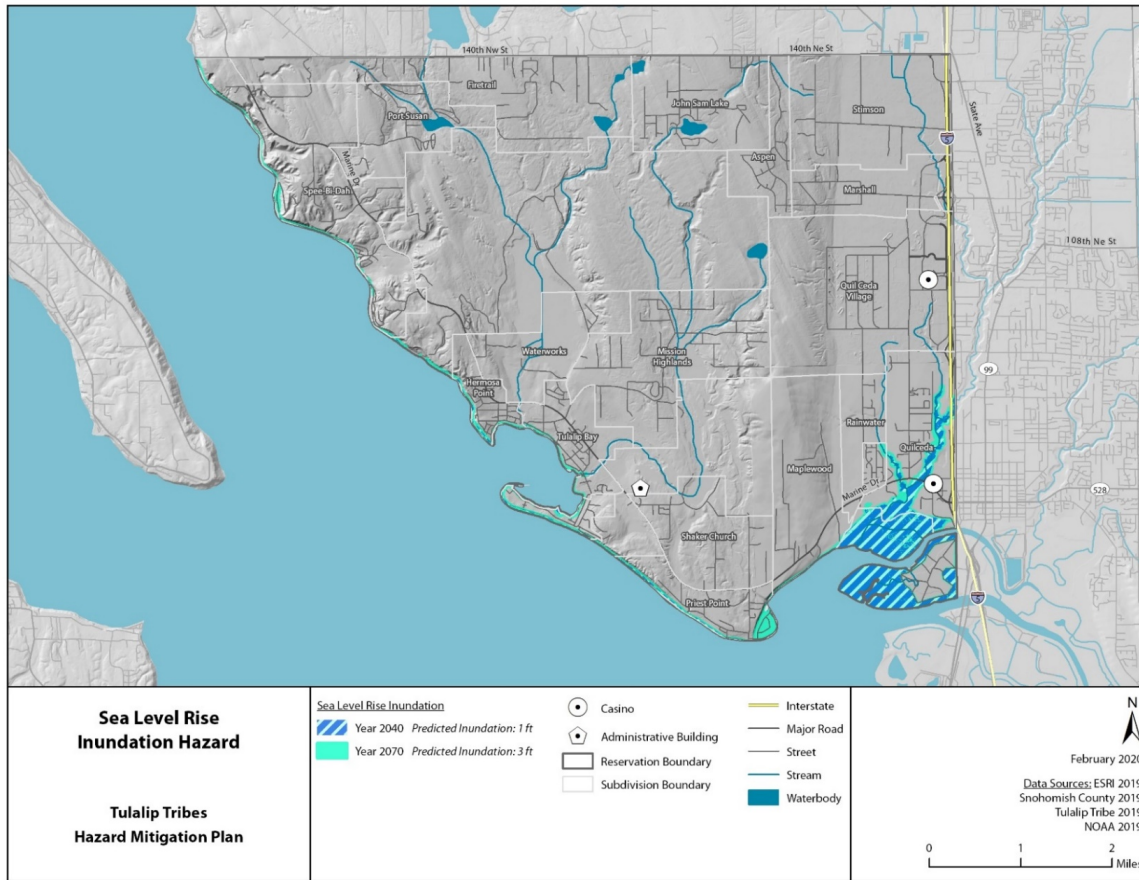 140th Nw St
140th Ne St
Firetrail
Port Susan
John Sam Lake
Stimson
State Ave
5
Aspen
Marine Dr
Spee-Bi-Dah
Marshall
108th Ne St
Quil Ceda
Village
Waterworks
Mission
Highlands
99
Hermosa
Point
Rainwater
Tulalip Bay
Quilceda
Maplewood
Marine Dr
528
Shaker Church
Priest Point
5
Sea Level Rise
Inundation Hazard
Tulalip Tribes
Hazard Mitigation Plan
Sea Level Rise Inundation
Year 2040 Predicted Inundation: 1 ft
Year 2070 Predicted Inundation: 3 ft
Casino
Administrative Building
Reservation Boundary
Subdivision Boundary
Interstate
Major Road
Street
Stream
Waterbody
N
February 2020
Data Sources: ESRI 2019
Snohomish County 2019
Tulalip Tribe 2019
NOAA 2019
0 1 2
Miles